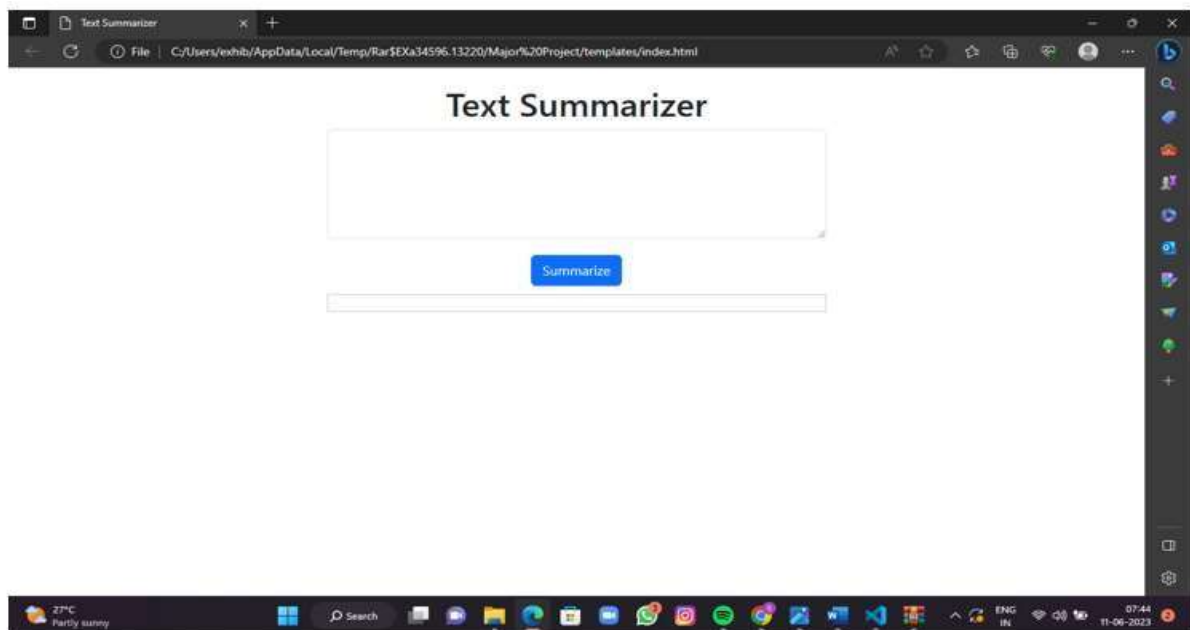 Text Summarizer
File
C:/Users/exhib/AppData/Local/Temp/Rar$EXa34596.13220/Major%20Project/templates/index.html
Text Summarizer
Summarize
27°C
Partly sunny
Search
ENG
IN
07:44
11-06-2023